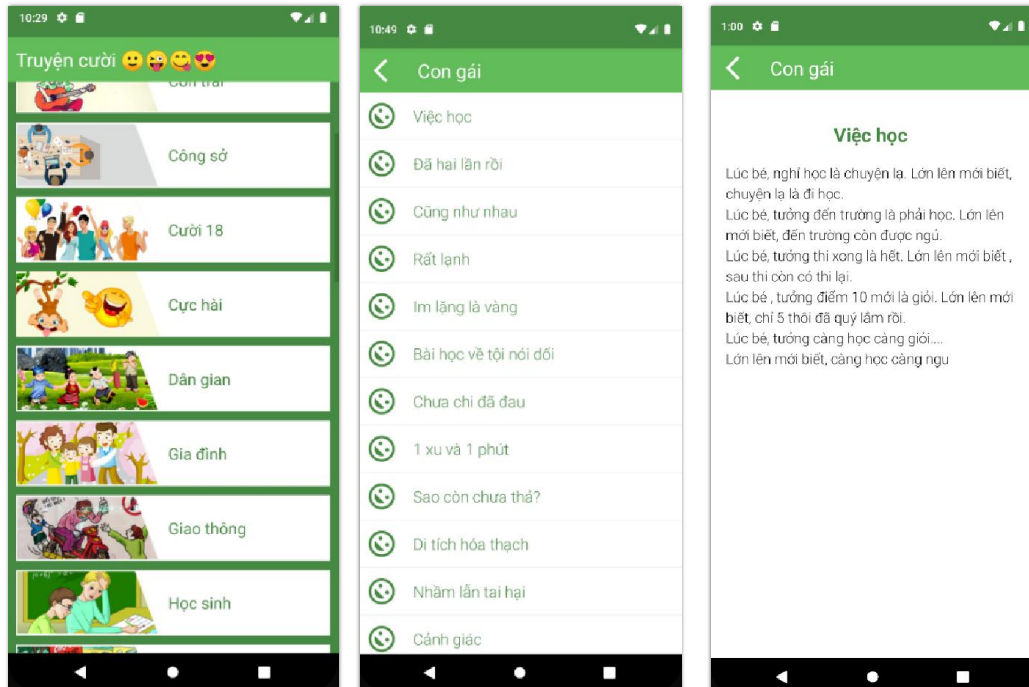 10:29
Truyện cười 🙂😜😋😍
Con trai
Công sở
Cười 18
Cực hài
Dân gian
Gia đình
Giao thông
Học sinh
10:49
Con gái
Việc học
Đã hai lần rồi
Cũng như nhau
Rất lạnh
Im lặng là vàng
Bài học về tội nói dối
Chưa chi đã đau
1 xu và 1 phút
Sao còn chưa thả?
Di tích hóa thạch
Nhầm lẫn tai hại
Cảnh giác
1:00
Con gái
Việc học
Lúc bé, nghỉ học là chuyện lạ. Lớn lên mới biết,
chuyện lạ là đi học.
Lúc bé, tưởng đến trường là phải học. Lớn lên
mới biết, đến trường còn được ngủ.
Lúc bé, tưởng thi xong là hết. Lớn lên mới biết ,
sau thi còn có thi lại.
Lúc bé , tưởng điểm 10 mới là giỏi. Lớn lên mới
biết, chỉ 5 thôi đã quý lắm rồi.
Lúc bé, tưởng càng học càng giỏi....
Lớn lên mới biết, càng học càng ngu